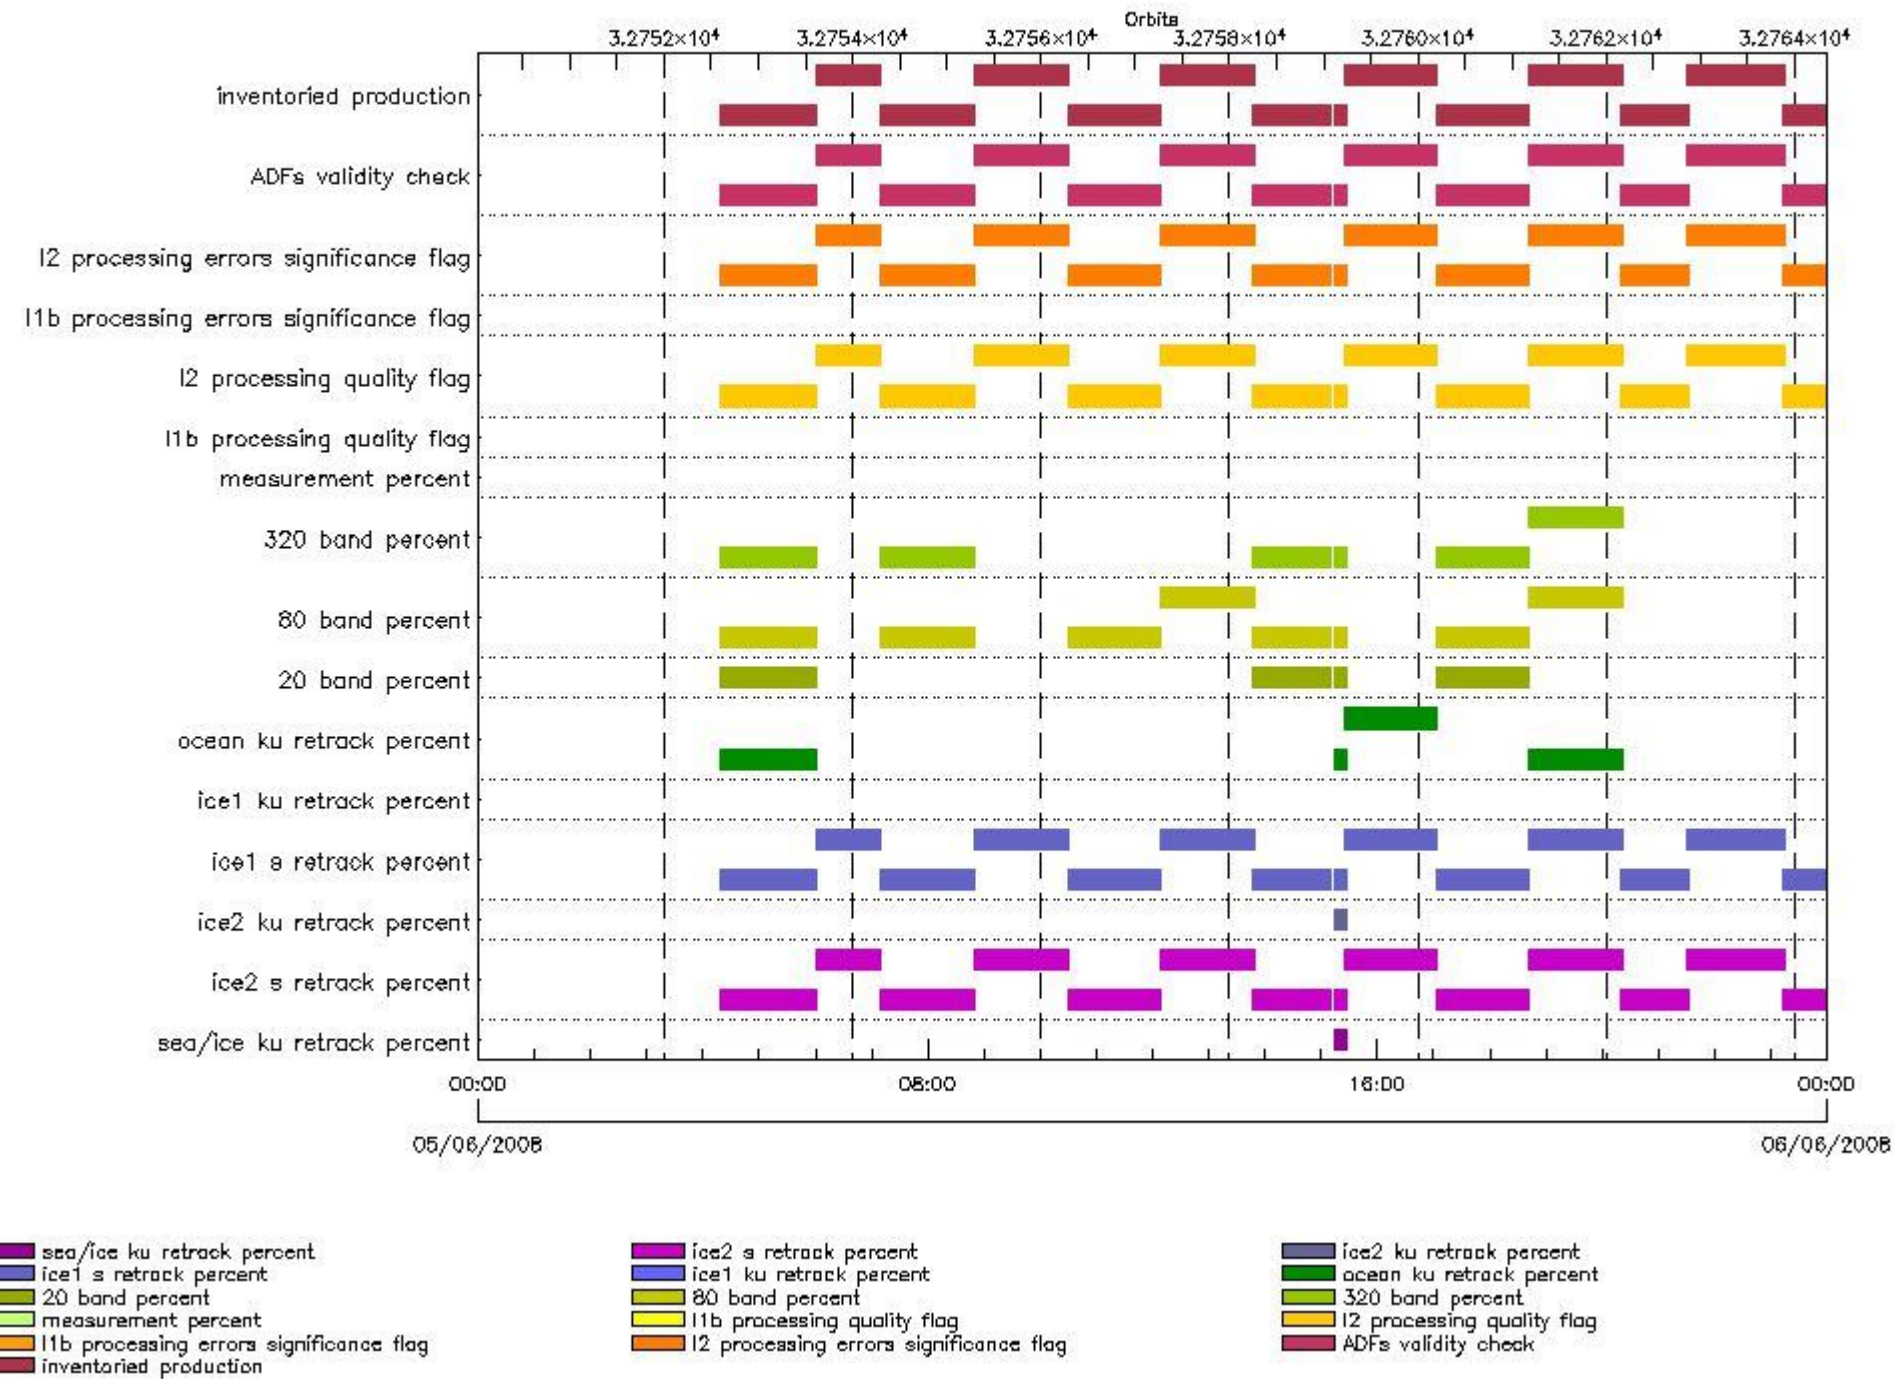 Orbits
3.2752×10⁴ 3.2754×10⁴ 3.2756×10⁴ 3.2758×10⁴ 3.2760×10⁴ 3.2762×10⁴ 3.2764×10⁴
inventoried production
ADFs validity check
l2 processing errors significance flag
l1b processing errors significance flag
l2 processing quality flag
l1b processing quality flag
measurement percent
320 band percent
80 band percent
20 band percent
ocean ku retrack percent
ice1 ku retrack percent
ice1 s retrack percent
ice2 ku retrack percent
ice2 s retrack percent
sea/ice ku retrack percent
00:00 08:00 16:00 00:00
05/06/2008 06/06/2008
sea/ice ku retrack percent ice2 s retrack percent ice2 ku retrack percent
ice1 s retrack percent ice1 ku retrack percent ocean ku retrack percent
20 band percent 80 band percent 320 band percent
measurement percent l1b processing quality flag l2 processing quality flag
l1b processing errors significance flag l2 processing errors significance flag ADFs validity check
inventoried production